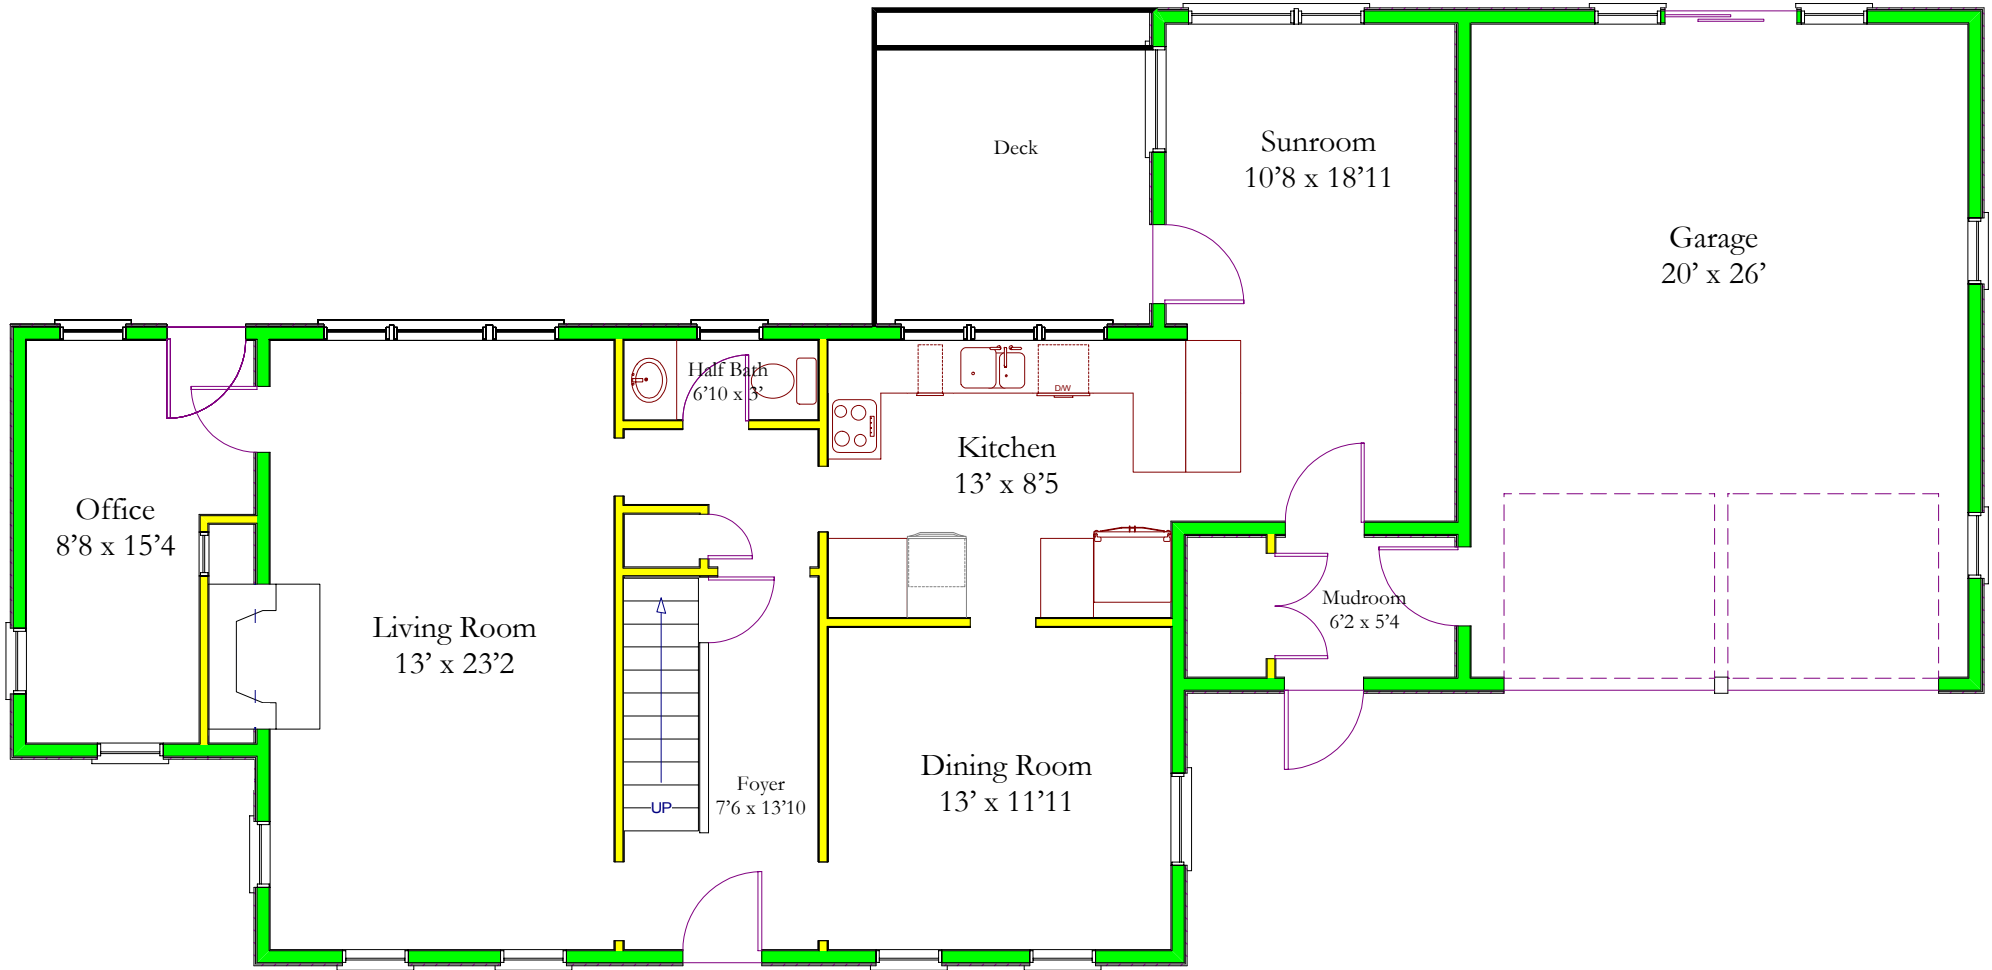 Deck
Sunroom
10'8 x 18'11
Garage
20' x 26'
Half Bath
6'10 x 3'
D/W
Kitchen
13' x 8'5
Office
8'8 x 15'4
Living Room
13' x 23'2
Mudroom
6'2 x 5'4
Foyer
7'6 x 13'10
UP
Dining Room
13' x 11'11